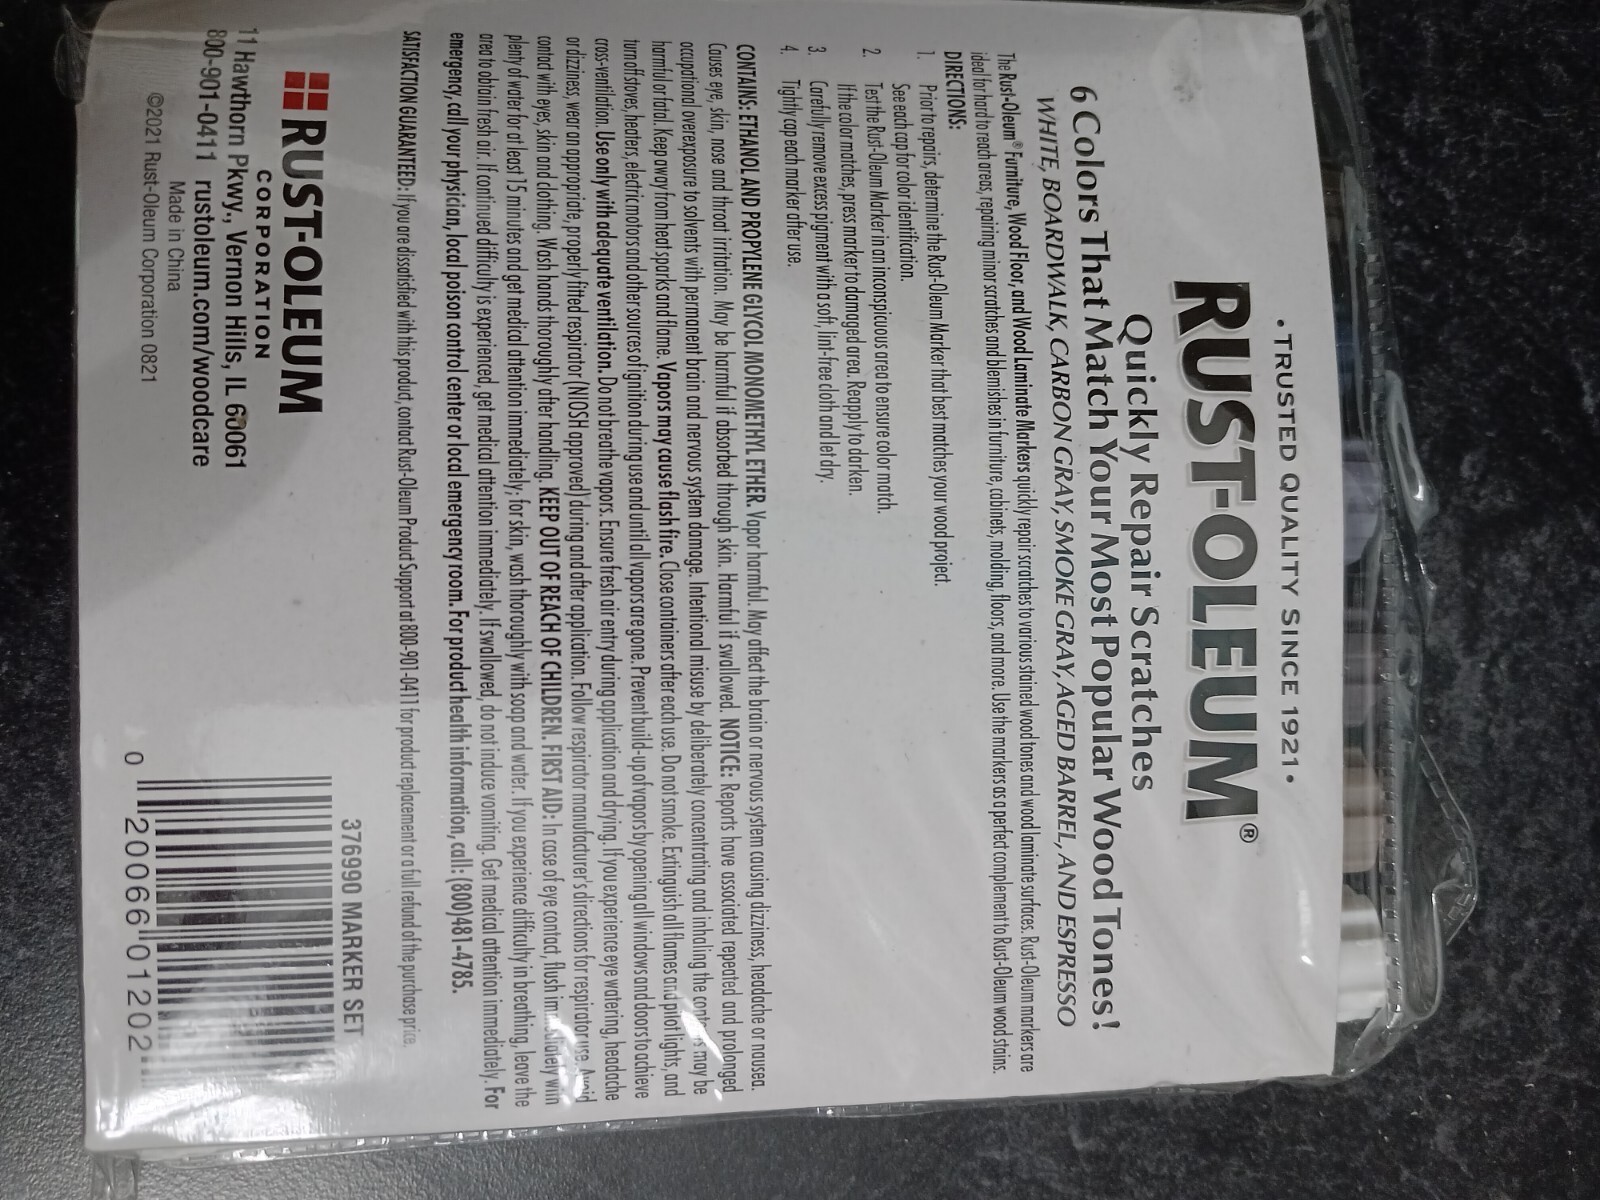 • TRUSTED QUALITY SINCE 1921 •
RUST-OLEUM®
Quickly Repair Scratches
6 Colors That Match Your Most Popular Wood Tones!
WHITE, BOARDWALK, CARBON GRAY, SMOKE GRAY, AGED BARREL, AND ESPRESSO
The Rust-Oleum® Furniture, Wood Floor, and Wood Laminate Markers quickly repair scratches to various stained wood tones and wood laminate surfaces. Rust-Oleum markers are
ideal for hard to reach areas, repairing minor scratches and blemishes in furniture, cabinets, molding, floors, and more. Use the markers as a perfect complement to Rust-Oleum wood stains.
DIRECTIONS:
1. Prior to repairs, determine the Rust-Oleum Marker that best matches your wood project.
See each cap for color identification.
2. Test the Rust-Oleum Marker in an inconspicuous area to ensure color match.
If the color matches, press marker to damaged area. Reapply to darken.
3. Carefully remove excess pigment with a soft, lint-free cloth and let dry.
4. Tightly cap each marker after use.
CONTAINS: ETHANOL AND PROPYLENE GLYCOL MONOMETHYL ETHER. Vapor harmful. May affect the brain or nervous system causing dizziness, headache or nausea.
Causes eye, skin, nose and throat irritation. May be harmful if absorbed through skin. Harmful if swallowed. NOTICE: Reports have associated repeated and prolonged
occupational overexposure to solvents with permanent brain and nervous system damage. Intentional misuse by deliberately concentrating and inhaling the contents may be
harmful or fatal. Keep away from heat sparks and flame. Vapors may cause flash fire. Close containers after each use. Do not smoke. Extinguish all flames and pilot lights, and
turn off stoves, heaters, electric motors and other sources of ignition during use and until all vapors are gone. Prevent build-up of vapors by opening all windows and doors to achieve
cross-ventilation. Use only with adequate ventilation. Do not breathe vapors. Ensure fresh air entry during application and drying. If you experience eye watering, headache
or dizziness, wear an appropriate, properly fitted respirator (NIOSH approved) during and after application. Follow respirator manufacturer's directions for respirator use. Avoid
contact with eyes, skin and clothing. Wash hands thoroughly after handling. KEEP OUT OF REACH OF CHILDREN. FIRST AID: In case of eye contact, flush immediately with
plenty of water for at least 15 minutes and get medical attention immediately; for skin, wash thoroughly with soap and water. If you experience difficulty in breathing, leave the
area to obtain fresh air. If continued difficulty is experienced, get medical attention immediately. If swallowed, do not induce vomiting. Get medical attention immediately. For
emergency, call your physician, local poison control center or local emergency room. For product health information, call: (800)481-4785.
SATISFACTION GUARANTEED: If you are dissatisfied with this product, contact Rust-Oleum Product Support at 800-901-0411 for product replacement or a full refund of the purchase price.
376990 MARKER SET
RUST-OLEUM
CORPORATION
11 Hawthorn Pkwy., Vernon Hills, IL 60061
800-901-0411 rustoleum.com/woodcare
Made in China
©2021 Rust-Oleum Corporation 0821
0 20066 01202